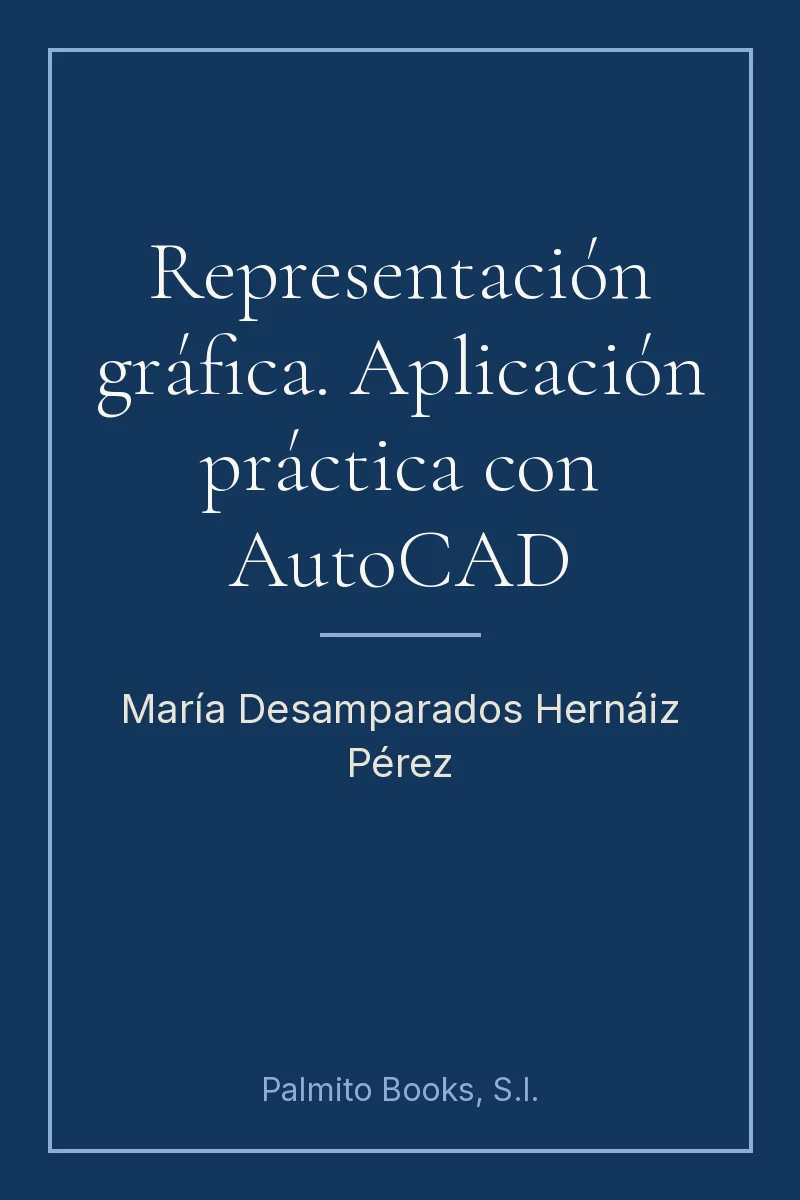 Representación
gráfica. Aplicación
práctica con
AutoCAD
María Desamparados Hernáiz
Pérez
Palmito Books, S.l.